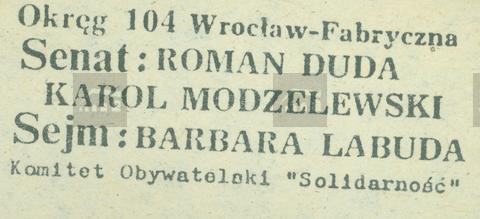 Okręg 104 Wrocław-Fabryczna
Senat: ROMAN DUDA
KAROL MODZELEWSKI
Sejm: BARBARA LABUDA
Komitet Obywatelski "Solidarność"